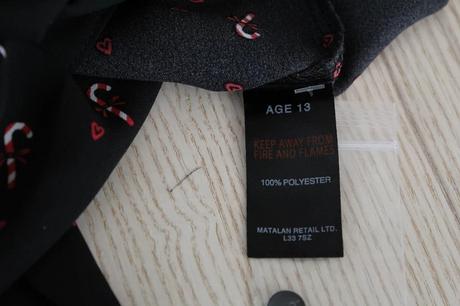 AGE 13
KEEP AWAY FROM
FIRE AND FLAMES
100% POLYESTER
MATALAN RETAIL LTD.
L33 7SZ